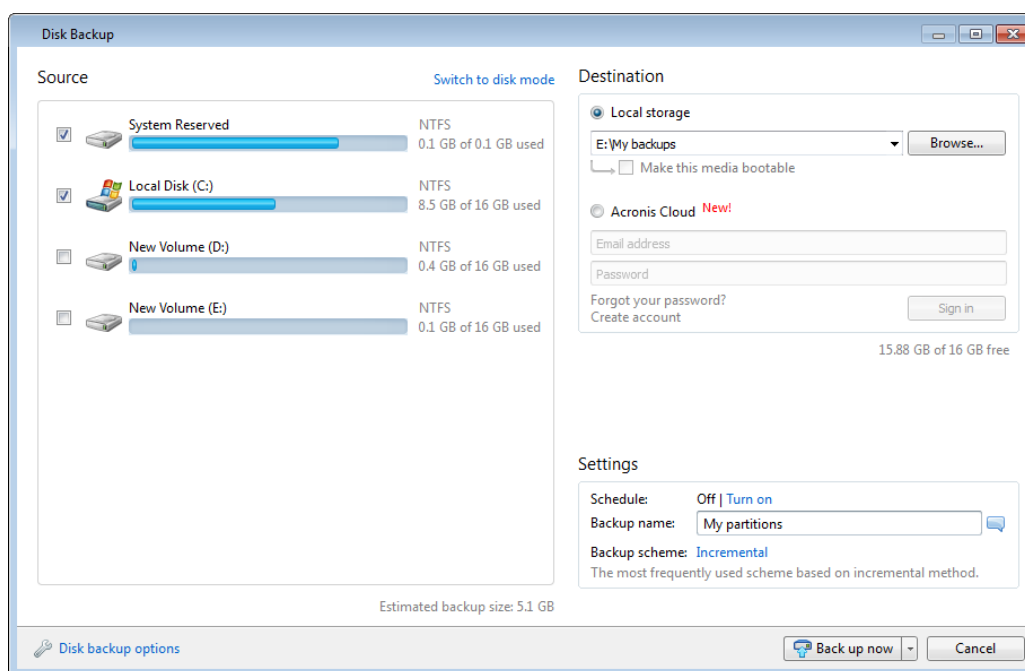 Disk Backup
Source
Switch to disk mode
System Reserved
NTFS
0.1 GB of 0.1 GB used
Local Disk (C:)
NTFS
8.5 GB of 16 GB used
New Volume (D:)
NTFS
0.4 GB of 16 GB used
New Volume (E:)
NTFS
0.1 GB of 16 GB used
Estimated backup size: 5.1 GB
Destination
Local storage
E:\My backups
Browse...
Make this media bootable
Acronis Cloud New!
Email address
Password
Forgot your password?
Create account
Sign in
15.88 GB of 16 GB free
Settings
Schedule: Off | Turn on
Backup name: My partitions
Backup scheme: Incremental
The most frequently used scheme based on incremental method.
Disk backup options
Back up now
Cancel